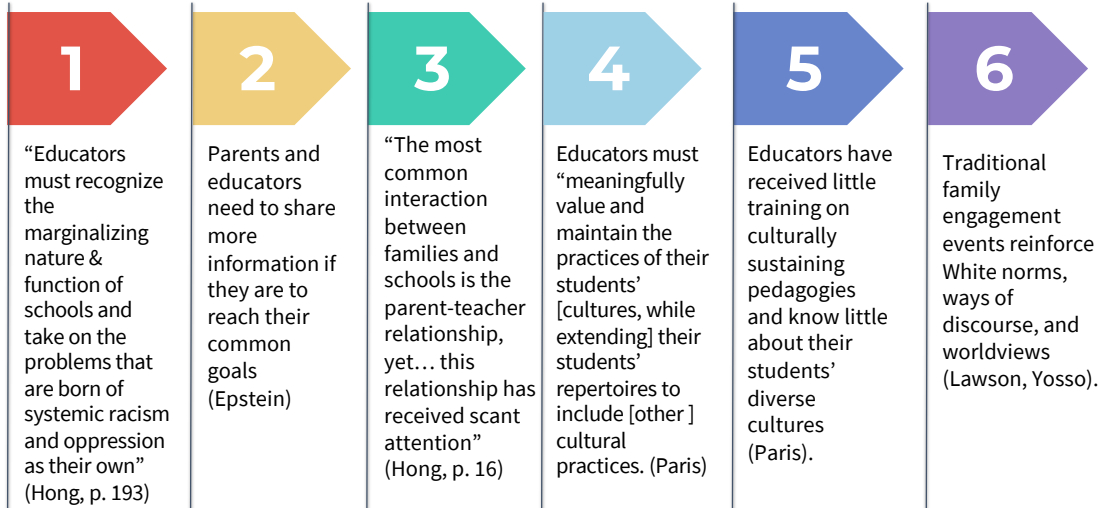 1
"Educators
must recognize
the
marginalizing
nature &
function of
schools and
take on the
problems that
are born of
systemic racism
and oppression
as their own"
(Hong, p. 193)
2
Parents and
educators
need to share
more
information if
they are to
reach their
common
goals
(Epstein)
3
"The most
common
interaction
between
families and
schools is the
parent-teacher
relationship,
yet… this
relationship has
received scant
attention"
(Hong, p. 16)
4
Educators must
"meaningfully
value and
maintain the
practices of their
students'
[cultures, while
extending] their
students'
repertoires to
include [other ]
cultural
practices. (Paris)
5
Educators have
received little
training on
culturally
sustaining
pedagogies
and know little
about their
students'
diverse
cultures
(Paris).
6
Traditional
family
engagement
events reinforce
White norms,
ways of
discourse, and
worldviews
(Lawson, Yosso).